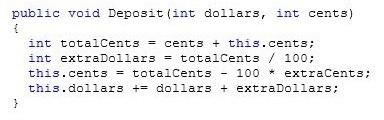 public void Deposit(int dollars, int cents)
{
int totalCents = cents + this.cents;
int extraDollars = totalCents / 100;
this.cents = totalCents - 100 * extraCents;
this.dollars += dollars + extraDollars;
}